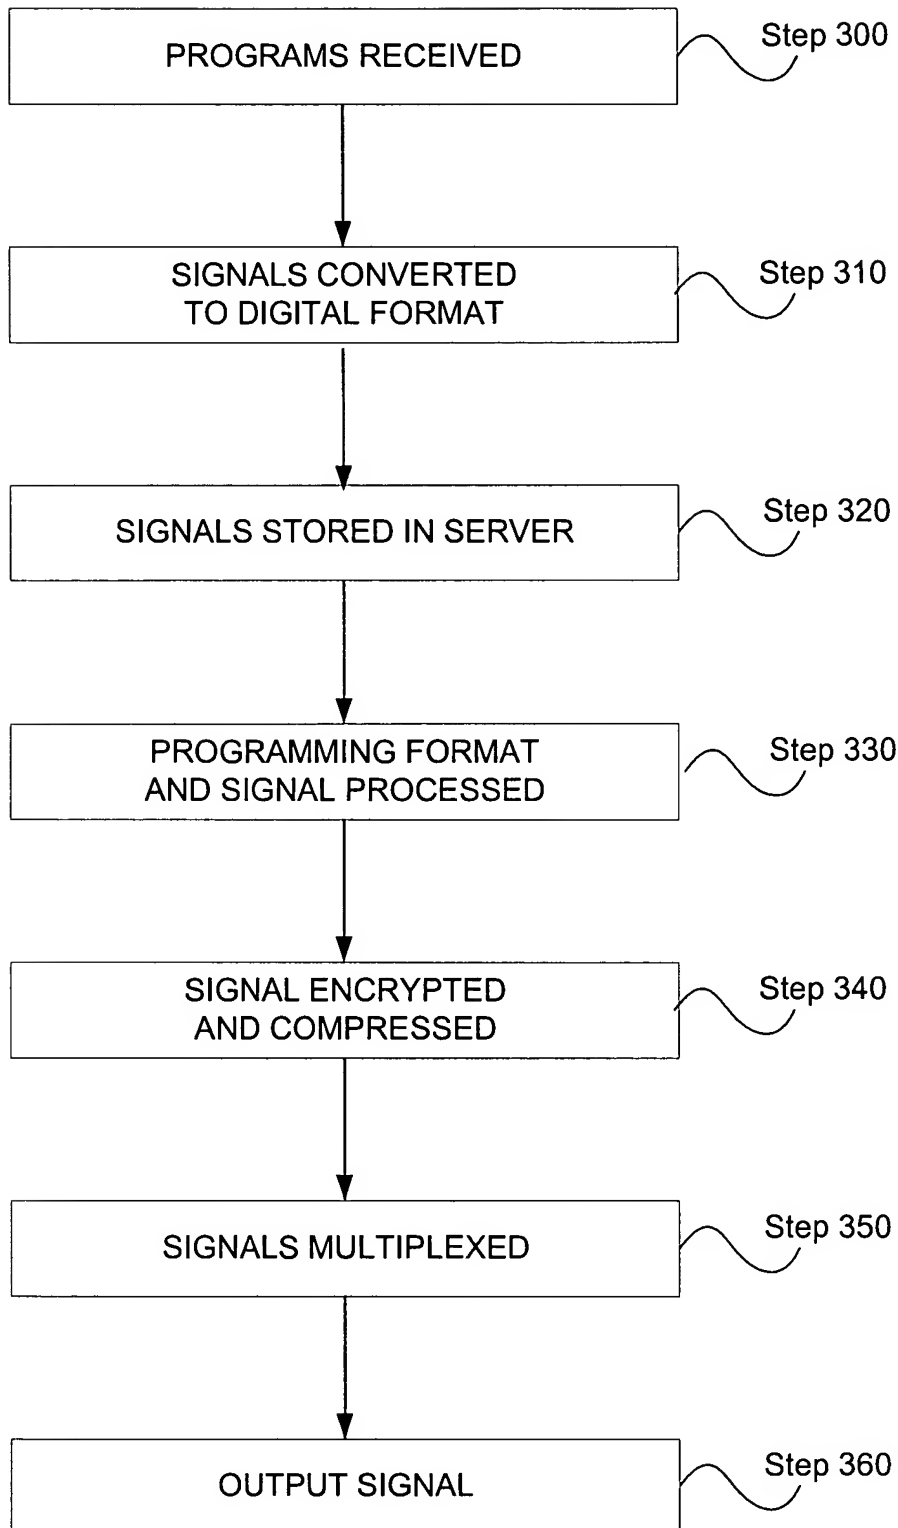 PROGRAMS RECEIVED
Step 300
SIGNALS CONVERTED
TO DIGITAL FORMAT
Step 310
SIGNALS STORED IN SERVER
Step 320
PROGRAMMING FORMAT
AND SIGNAL PROCESSED
Step 330
SIGNAL ENCRYPTED
AND COMPRESSED
Step 340
SIGNALS MULTIPLEXED
Step 350
OUTPUT SIGNAL
Step 360